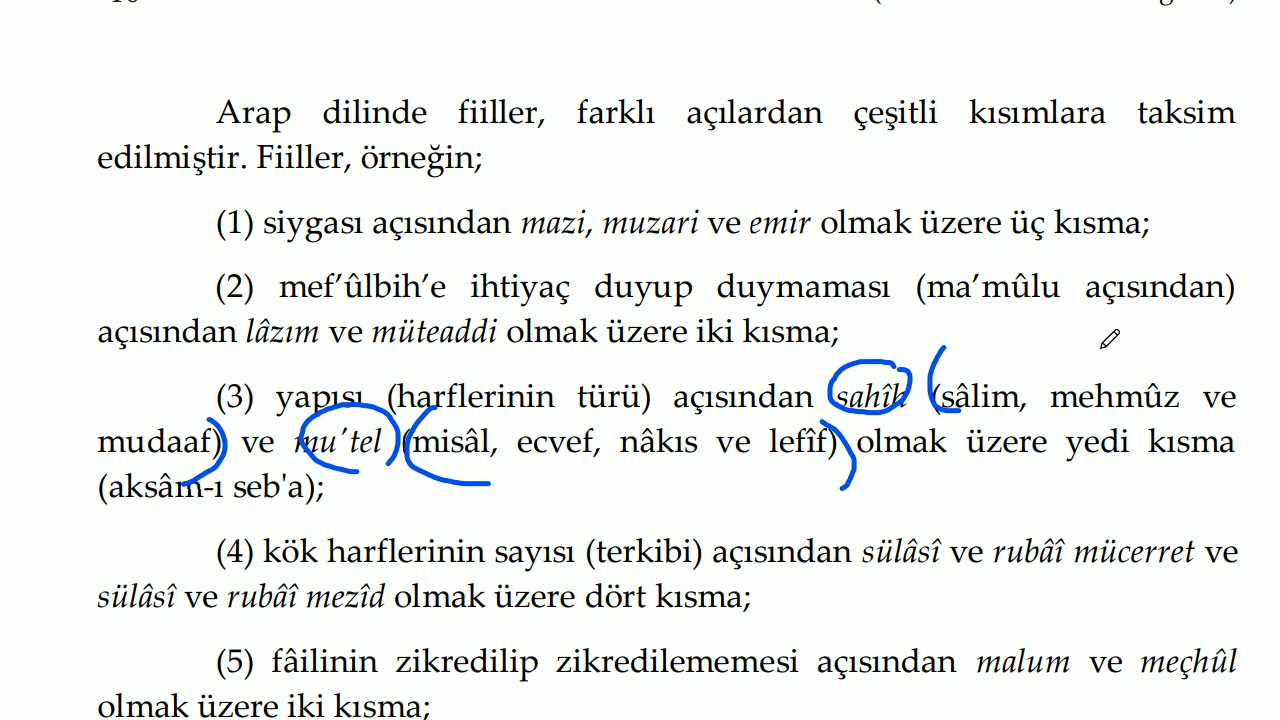 Arap dilinde fiiller, farklı açılardan çeşitli kısımlara taksim
edilmiştir. Fiiller, örneğin;
(1) siygası açısından mazi, muzari ve emir olmak üzere üç kısma;
(2) mef’ûlbih’e ihtiyaç duyup duymaması (ma’mûlu açısından)
açısından lâzım ve müteaddi olmak üzere iki kısma;
(3) yapısı (harflerinin türü) açısından sahîh (sâlim, mehmûz ve
mudaaf) ve mu’tel (misâl, ecvef, nâkıs ve lefîf) olmak üzere yedi kısma
(aksâm-ı seb'a);
(4) kök harflerinin sayısı (terkibi) açısından sülâsî ve rubâî mücerret ve
sülâsî ve rubâî mezîd olmak üzere dört kısma;
(5) fâilinin zikredilip zikredilememesi açısından malum ve meçhûl
olmak üzere iki kısma;